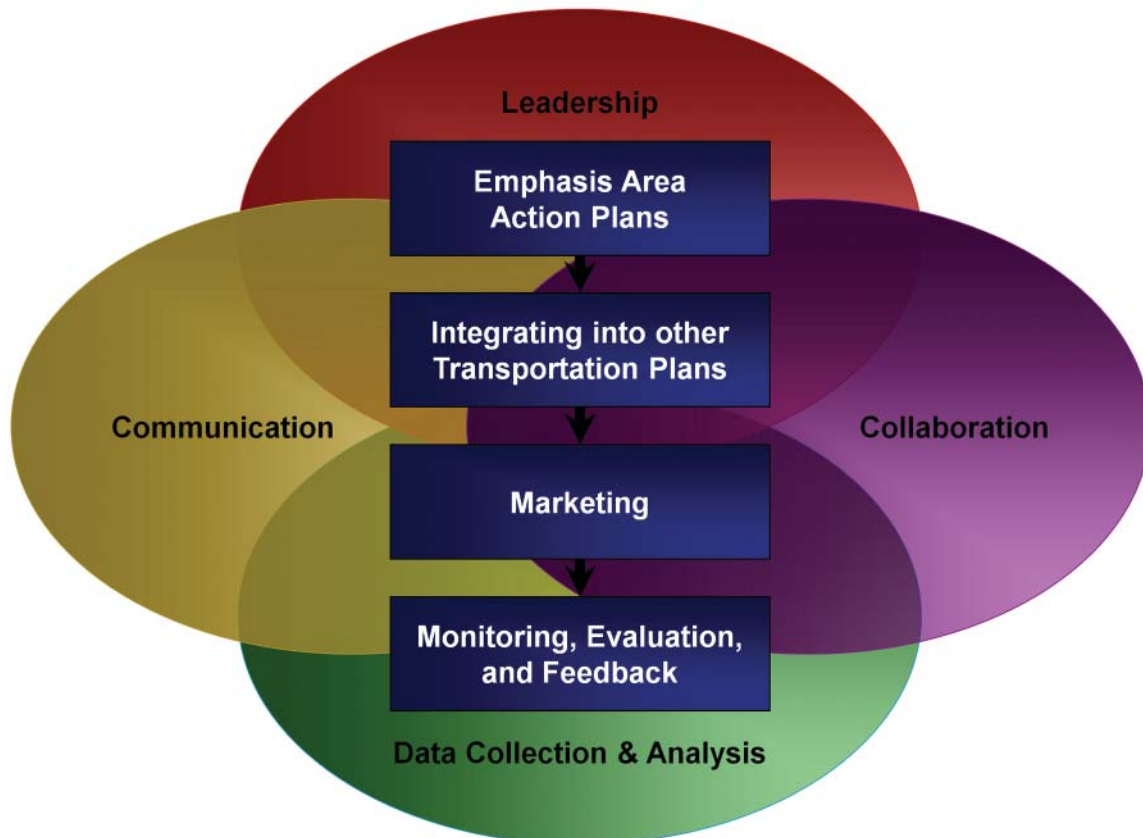 Leadership
Emphasis Area
Action Plans
Integrating into other
Transportation Plans
Communication
Collaboration
Marketing
Monitoring, Evaluation,
and Feedback
Data Collection & Analysis